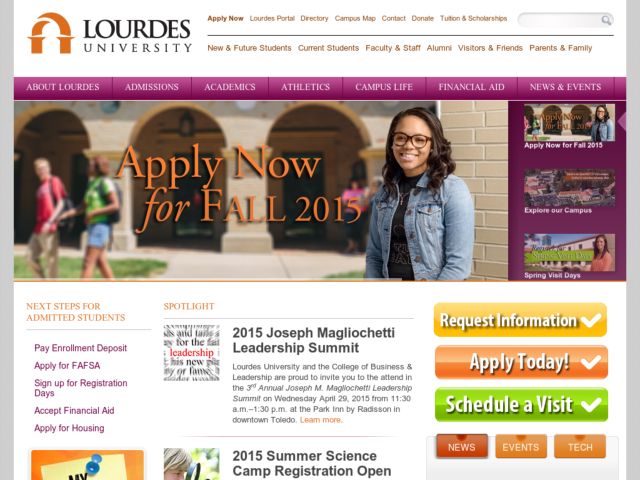 LOURDES
UNIVERSITY
Apply Now Lourdes Portal Directory Campus Map Contact Donate Tuition & Scholarships
New & Future Students Current Students Faculty & Staff Alumni Visitors & Friends Parents & Family
ABOUT LOURDES ADMISSIONS ACADEMICS ATHLETICS CAMPUS LIFE FINANCIAL AID NEWS & EVENTS
Apply Now
for FALL 2015
Apply Now
for FALL 2015
Apply Now for Fall 2015
Explore our Campus
Spring Visit Days
NEXT STEPS FOR
ADMITTED STUDENTS
Pay Enrollment Deposit
Apply for FAFSA
Sign up for Registration
Days
Accept Financial Aid
Apply for Housing
MY
SPOTLIGHT
leadership
2015 Joseph Magliochetti
Leadership Summit
Lourdes University and the College of Business &
Leadership are proud to invite you to the attend in
the 3rd Annual Joseph M. Magliochetti Leadership
Summit on Wednesday April 29, 2015 from 11:30
a.m.–1:30 p.m. at the Park Inn by Radisson in
downtown Toledo. Learn more.
2015 Summer Science
Camp Registration Open
Request Information
Apply Today!
Schedule a Visit
NEWS EVENTS TECH